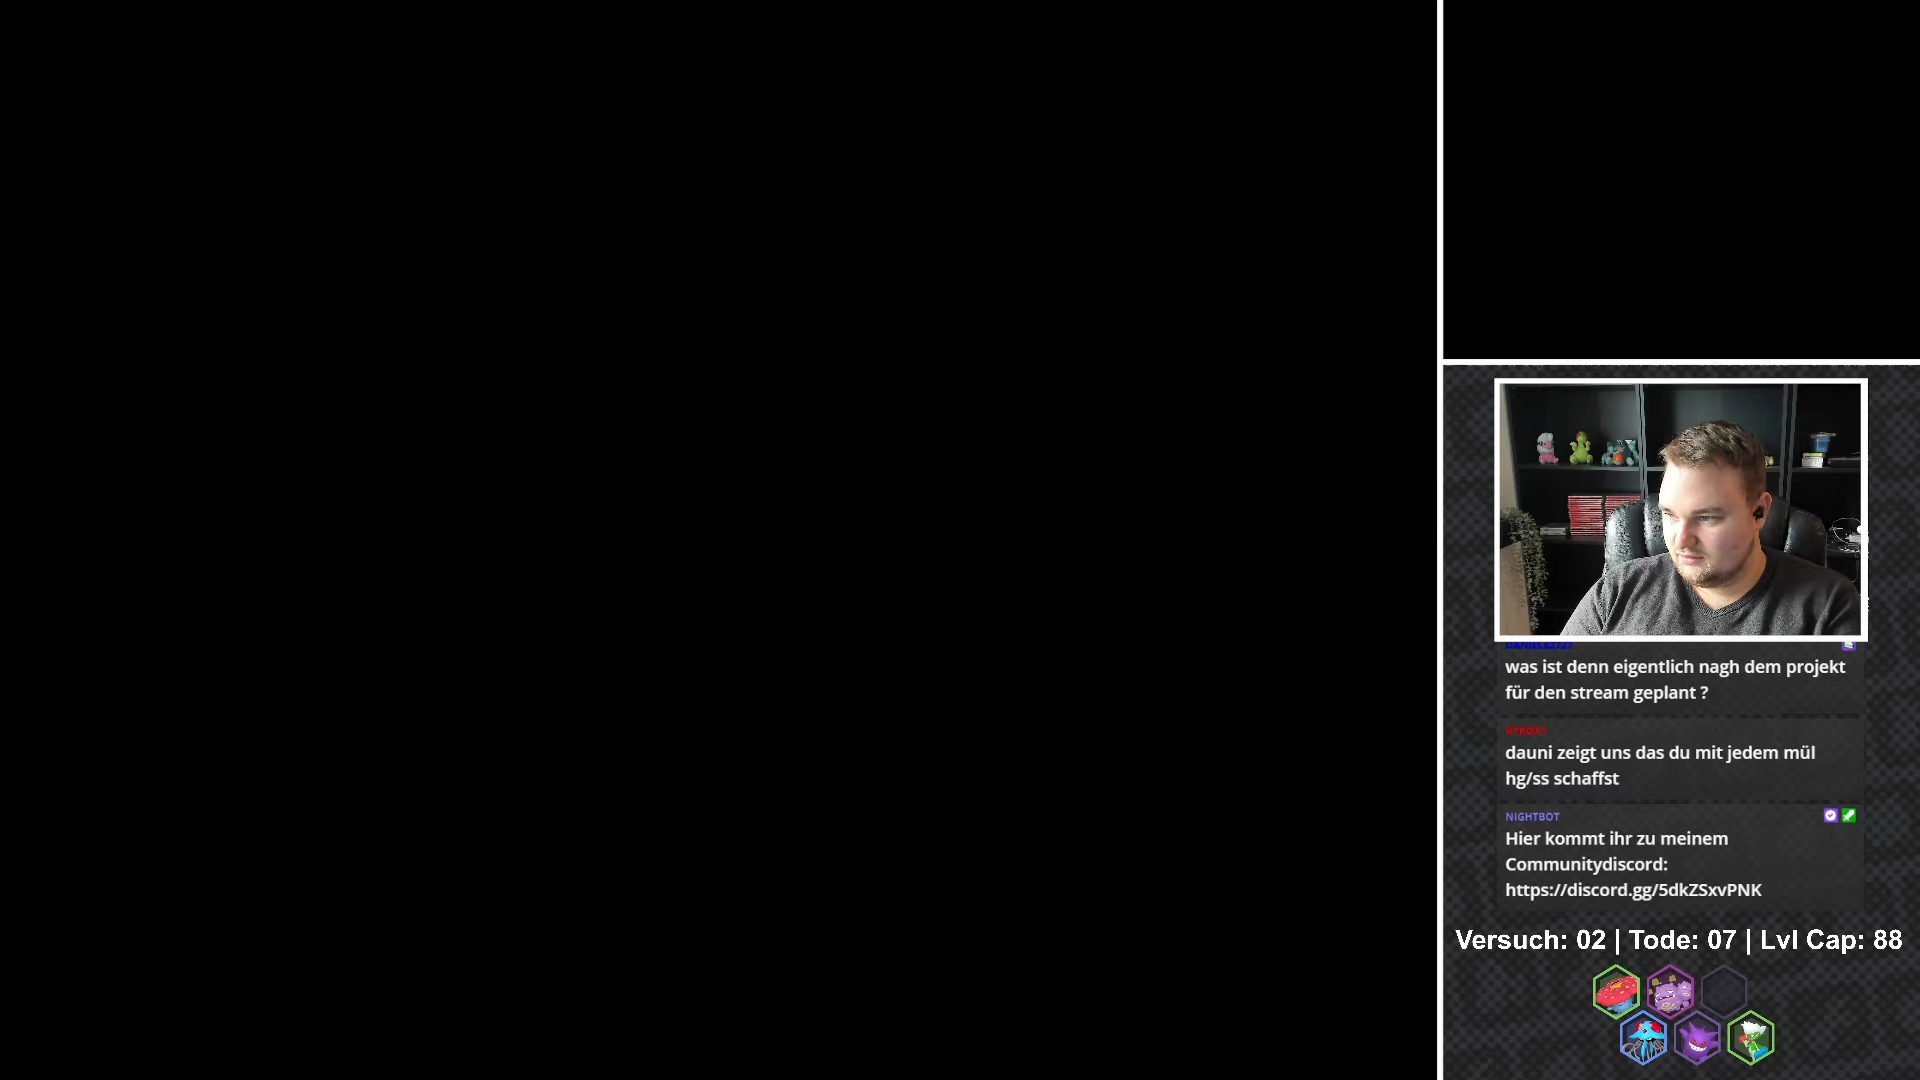 was ist denn eigentlich nagh dem projekt
für den stream geplant ?
RYKOX1
dauni zeigt uns das du mit jedem mül
hg/ss schaffst
NIGHTBOT
Hier kommt ihr zu meinem
Communitydiscord:
https://discord.gg/5dkZSxvPNK
Versuch: 02 | Tode: 07 | Lvl Cap: 88